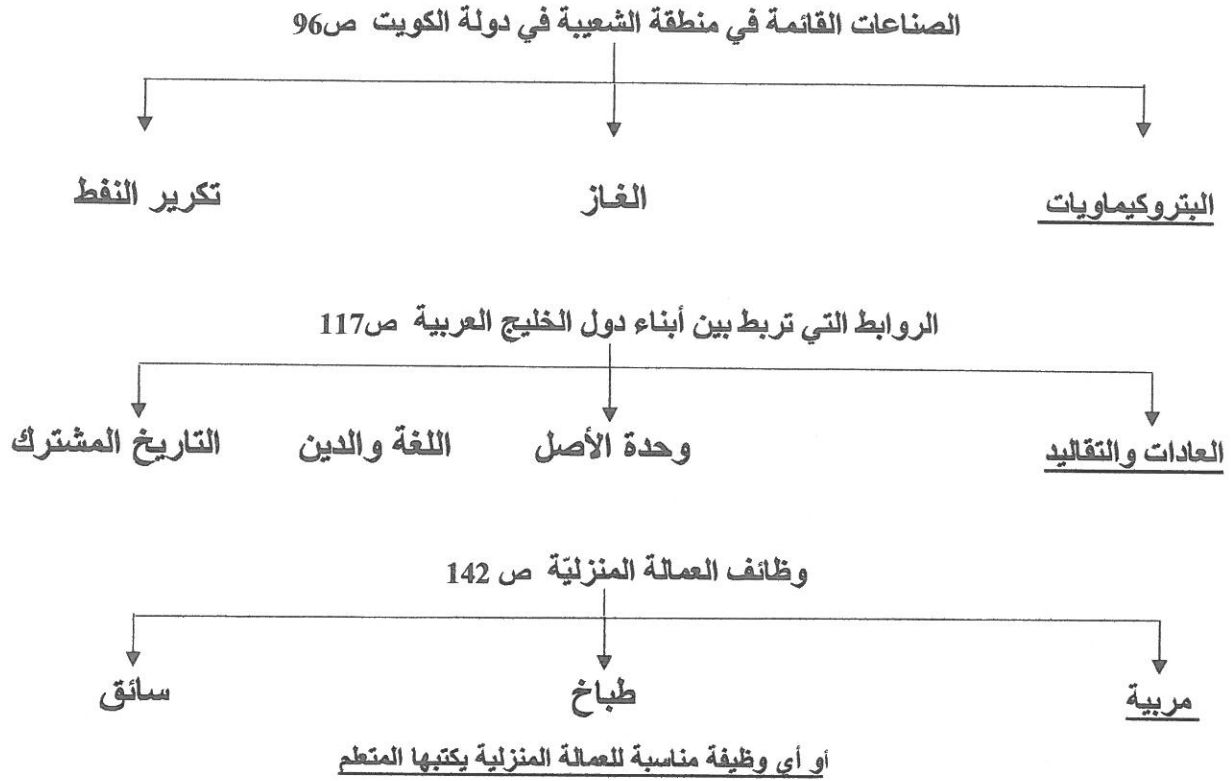 الصناعات القائمة في منطقة الشعيبة في دولة الكويت ص96
البتروكيماويات الغاز تكرير النفط
الروابط التي تربط بين أبناء دول الخليج العربية ص117
العادات والتقاليد وحدة الأصل اللغة والدين التاريخ المشترك
وظائف العمالة المنزليّة ص 142
مربية طباخ سائق
أو أي وظيفة مناسبة للعمالة المنزلية يكتبها المتعلم